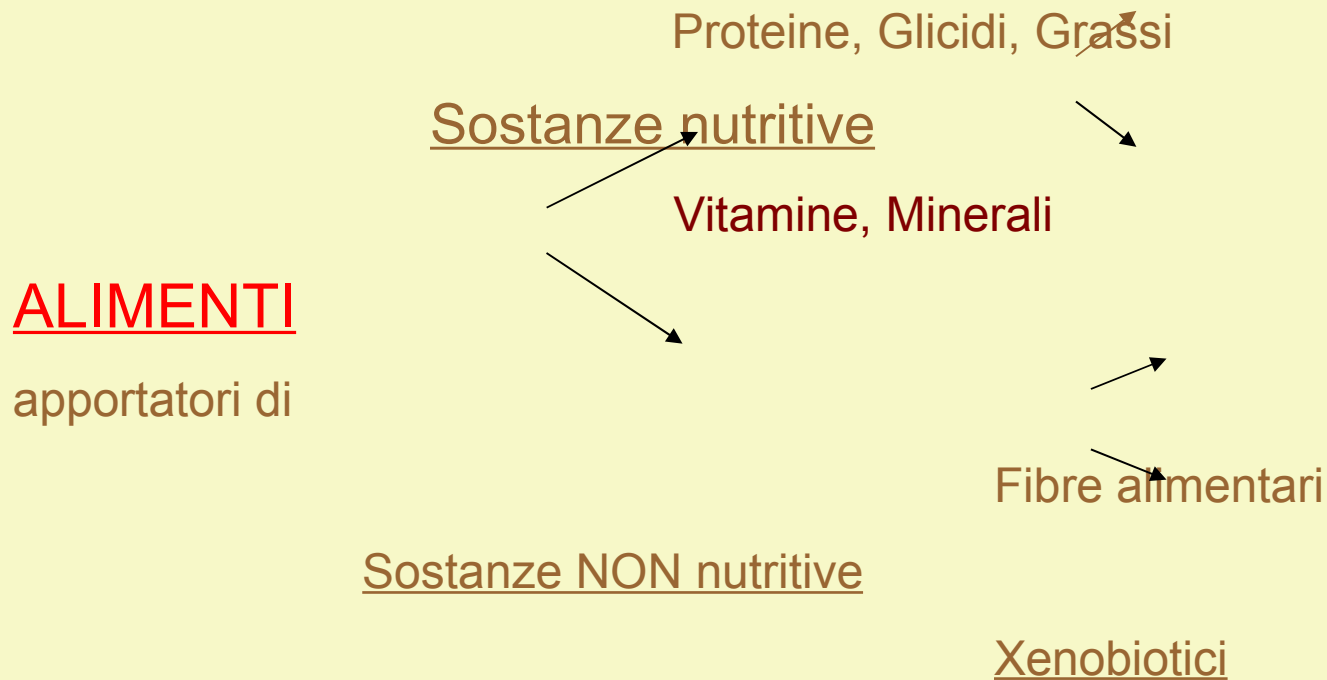 Proteine, Glicidi, Grassi
Sostanze nutritive
Vitamine, Minerali
ALIMENTI
apportatori di
Fibre alimentari
Sostanze NON nutritive
Xenobiotici